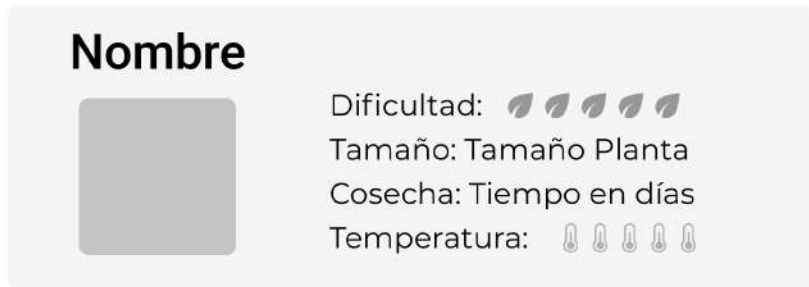 Nombre
Dificultad:
Tamaño: Tamaño Planta
Cosecha: Tiempo en días
Temperatura: